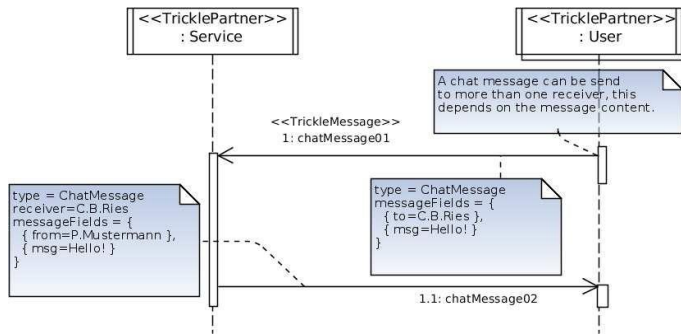 <<TricklePartner>>
: Service
<<TricklePartner>>
: User
A chat message can be send
to more than one receiver, this
depends on the message content.
<<TrickleMessage>>
1: chatMessage01
type = ChatMessage
receiver=C.B.Ries
messageFields = {
{ from=P.Mustermann },
{ msg=Hello! }
}
type = ChatMessage
messageFields = {
{ to=C.B.Ries },
{ msg=Hello! }
}
1.1: chatMessage02